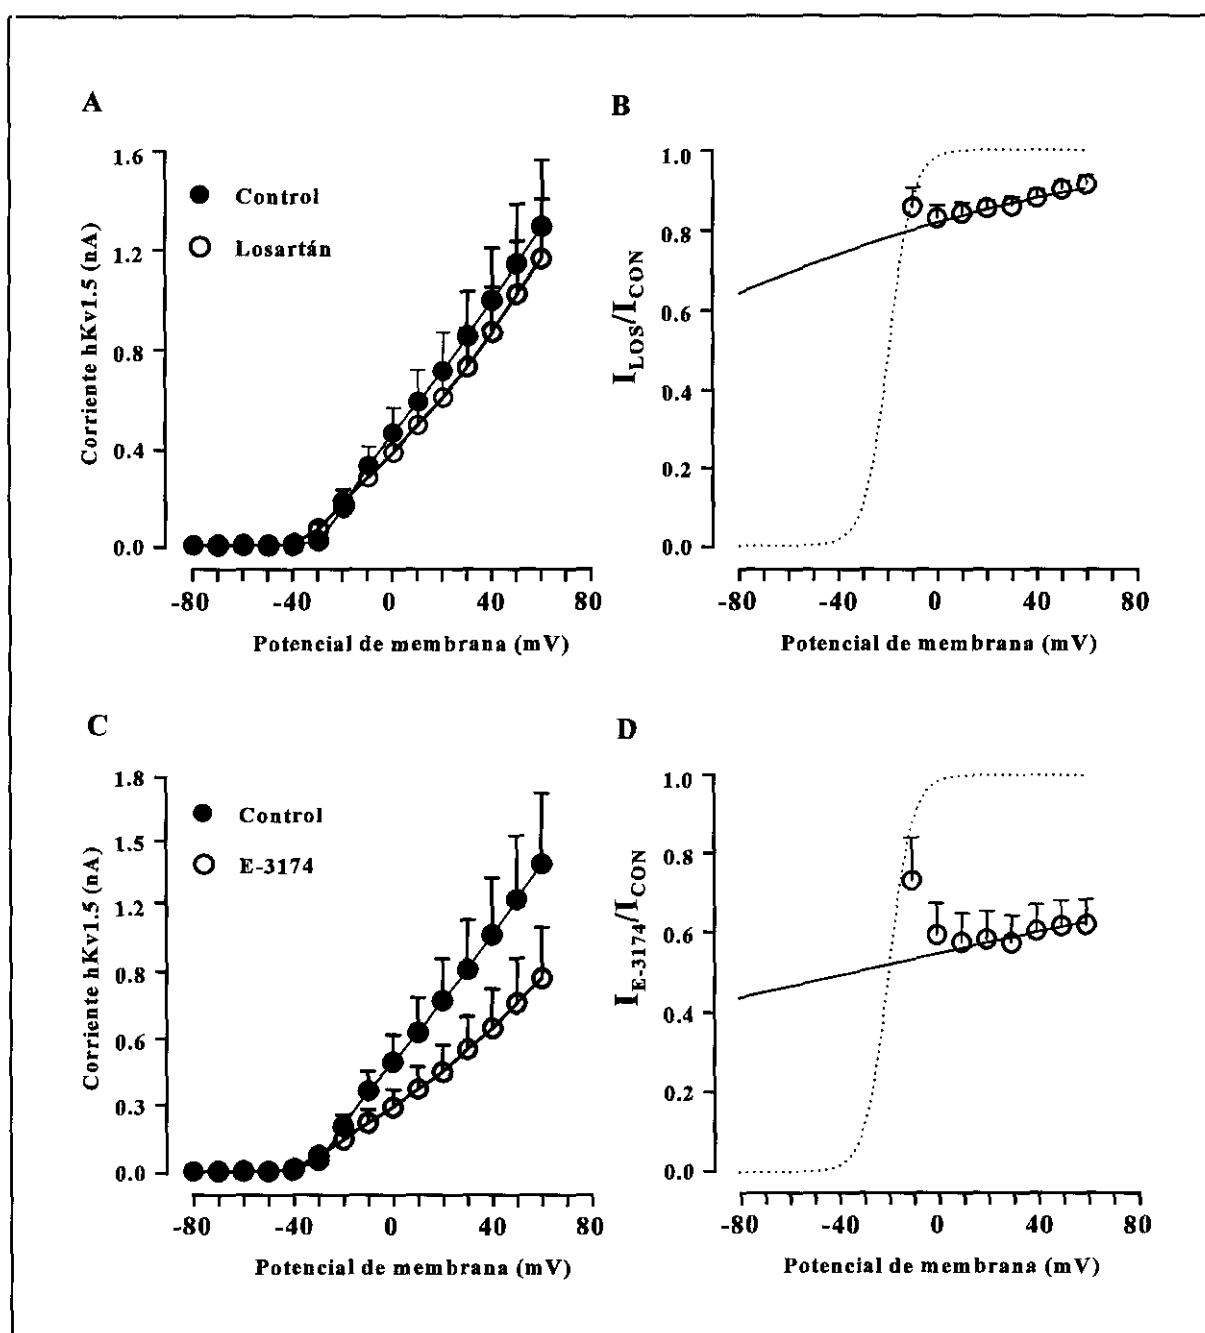 A
1.6
1.2
0.8
0.4
0.0
Corriente hKv1.5 (nA)
Control
Losartán
-80 -40 0 40 80
Potencial de membrana (mV)
B
1.0
0.8
0.6
0.4
0.2
0.0
I_LOS/I_CON
-80 -40 0 40 80
Potencial de membrana (mV)
C
1.8
1.5
1.2
0.8
0.6
0.3
0.0
Corriente hKv1.5 (nA)
Control
E-3174
-80 -40 0 40 80
Potencial de membrana (mV)
D
1.0
0.8
0.6
0.4
0.2
0.0
I_E-3174/I_CON
-80 -40 0 40 80
Potencial de membrana (mV)